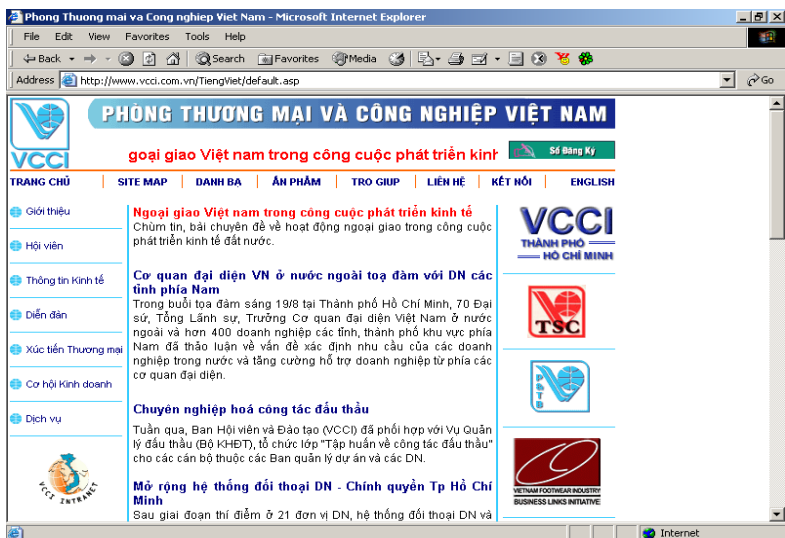 Phong Thuong mai va Cong nghiep Viet Nam - Microsoft Internet Explorer
File Edit View Favorites Tools Help
Back Search Favorites Media
Address http://www.vcci.com.vn/TiengViet/default.asp Go
PHÒNG THƯƠNG MẠI VÀ CÔNG NGHIỆP VIỆT NAM
VCCI
goại giao Việt nam trong công cuộc phát triển kinh
Sổ Đăng Ký
TRANG CHỦ | SITE MAP | DANH BẠ | ẤN PHẨM | TRO GIUP | LIÊN HỆ | KẾT NỐI | ENGLISH
Giới thiệu
Hội viên
Thông tin Kinh tế
Diễn đàn
Xúc tiến Thương mại
Cơ hội Kinh doanh
Dịch vụ
VCCI INTRANET
Ngoại giao Việt nam trong công cuộc phát triển kinh tế
Chùm tin, bài chuyên đề về hoạt động ngoại giao trong công cuộc
phát triển kinh tế đất nước.
Cơ quan đại diện VN ở nước ngoài toạ đàm với DN các
tỉnh phía Nam
Trong buổi tọa đàm sáng 19/8 tại Thành phố Hồ Chí Minh, 70 Đại
sứ, Tổng Lãnh sự, Trưởng Cơ quan đại diện Việt Nam ở nước
ngoài và hơn 400 doanh nghiệp các tỉnh, thành phố khu vực phía
Nam đã thảo luận về vấn đề xác định nhu cầu của các doanh
nghiệp trong nước và tăng cường hỗ trợ doanh nghiệp từ phía các
cơ quan đại diện.
Chuyên nghiệp hoá công tác đấu thầu
Tuần qua, Ban Hội viên và Đào tạo (VCCI) đã phối hợp với Vụ Quản
lý đấu thầu (Bộ KHĐT), tổ chức lớp "Tập huấn về công tác đấu thầu"
cho các cán bộ thuộc các Ban quản lý dự án và các DN.
Mở rộng hệ thống đối thoại DN - Chính quyền Tp Hồ Chí
Minh
Sau giai đoạn thí điểm ở 21 đơn vị DN, hệ thống đối thoại DN và
VCCI
THÀNH PHỐ
HỒ CHÍ MINH
TSC
VIETNAM FOOTWEAR INDUSTRY
BUSINESS LINKS INITIATIVE
Internet